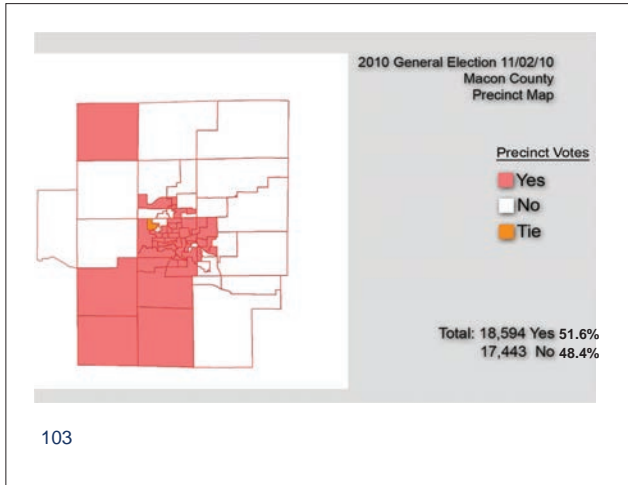 2010 General Election 11/02/10
Macon County
Precinct Map
Precinct Votes
Yes
No
Tie
Total: 18,594 Yes 51.6%
17,443 No 48.4%
103